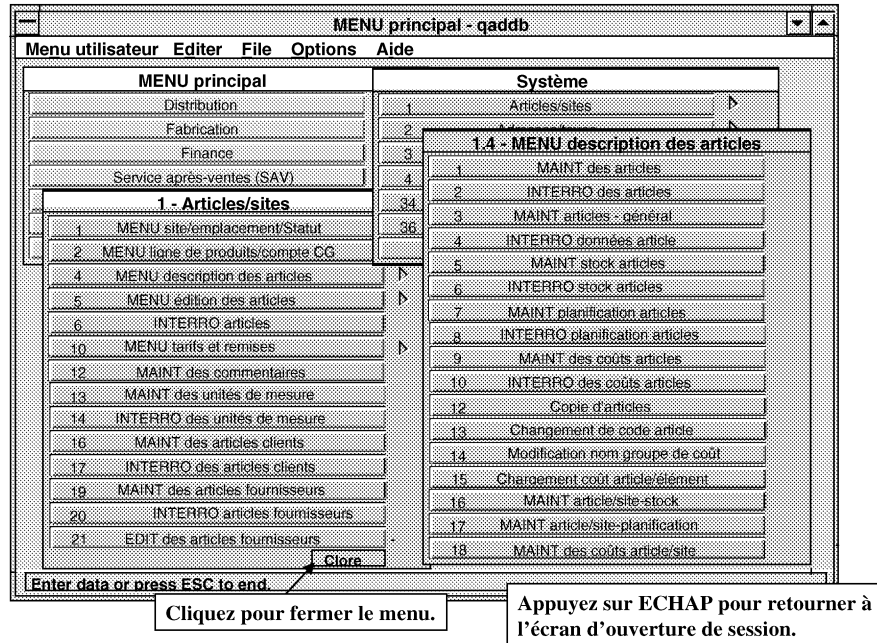 MENU principal - qaddb
Menu utilisateur Editer File Options Aide
MENU principal
Distribution
Fabrication
Finance
Service après-ventes (SAV)
Système
1 Articles/sites
2
3
4
34
36
1 - Articles/sites
1 MENU site/emplacement/Statut
2 MENU ligne de produits/compte CG
4 MENU description des articles
5 MENU édition des articles
6 INTERRO articles
10 MENU tarifs et remises
12 MAINT des commentaires
13 MAINT des unités de mesure
14 INTERRO des unités de mesure
16 MAINT des articles clients
17 INTERRO des articles clients
19 MAINT des articles fournisseurs
20 INTERRO articles fournisseurs
21 EDIT des articles fournisseurs
Clore
1.4 - MENU description des articles
1 MAINT des articles
2 INTERRO des articles
3 MAINT articles - général
4 INTERRO données article
5 MAINT stock articles
6 INTERRO stock articles
7 MAINT planification articles
8 INTERRO planification articles
9 MAINT des coûts articles
10 INTERRO des coûts articles
12 Copie d'articles
13 Changement de code article
14 Modification nom groupe de coût
15 Chargement coût article/élément
16 MAINT article/site-stock
17 MAINT article/site-planification
18 MAINT des coûts article/site
Enter data or press ESC to end.
Cliquez pour fermer le menu.
Appuyez sur ECHAP pour retourner à
l'écran d'ouverture de session.